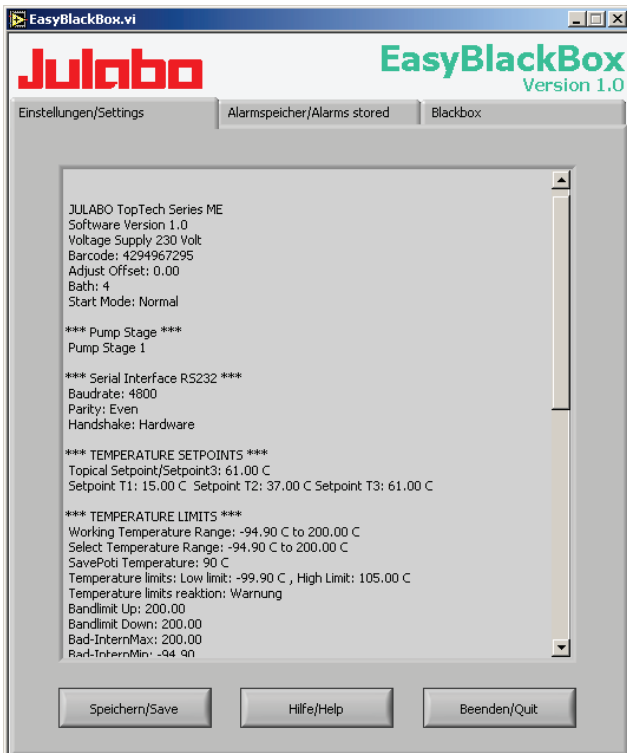 EasyBlackBox.vi
Julabo
EasyBlackBox
Version 1.0
Einstellungen/Settings
Alarmspeicher/Alarms stored
Blackbox
JULABO TopTech Series ME
Software Version 1.0
Voltage Supply 230 Volt
Barcode: 4294967295
Adjust Offset: 0.00
Bath: 4
Start Mode: Normal
*** Pump Stage ***
Pump Stage 1
*** Serial Interface RS232 ***
Baudrate: 4800
Parity: Even
Handshake: Hardware
*** TEMPERATURE SETPOINTS ***
Topical Setpoint/Setpoint3: 61.00 C
Setpoint T1: 15.00 C  Setpoint T2: 37.00 C Setpoint T3: 61.00 C
*** TEMPERATURE LIMITS ***
Working Temperature Range: -94.90 C to 200.00 C
Select Temperature Range: -94.90 C to 200.00 C
SavePoti Temperature: 90 C
Temperature limits: Low limit: -99.90 C , High Limit: 105.00 C
Temperature limits reaktion: Warnung
Bandlimit Up: 200.00
Bandlimit Down: 200.00
Bad-InternMax: 200.00
Bad-InternMin: -94.90
Speichern/Save
Hilfe/Help
Beenden/Quit